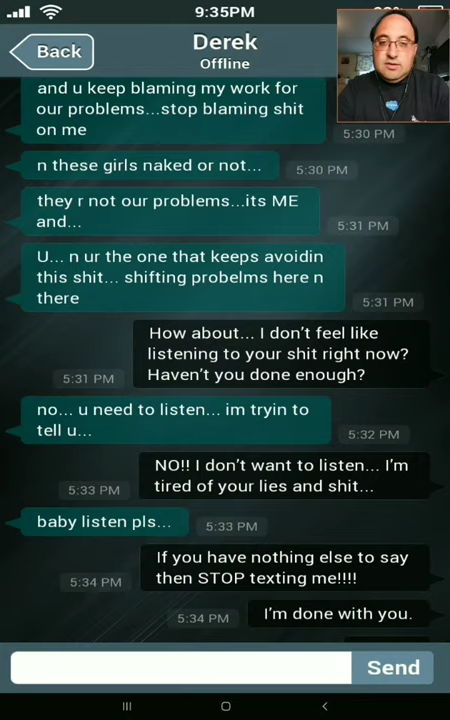 9:35PM
Back
Derek
Offline
and u keep blaming my work for
our problems...stop blaming shit
on me
5:30 PM
n these girls naked or not...
5:30 PM
they r not our problems...its ME
and...
5:31 PM
U... n ur the one that keeps avoidin
this shit... shifting probelms here n
there
5:31 PM
How about... I don't feel like
listening to your shit right now?
Haven't you done enough?
5:31 PM
no... u need to listen... im tryin to
tell u...
5:32 PM
NO!! I don't want to listen... I'm
tired of your lies and shit...
5:33 PM
baby listen pls...
5:33 PM
If you have nothing else to say
then STOP texting me!!!!
5:34 PM
I'm done with you.
5:34 PM
Send